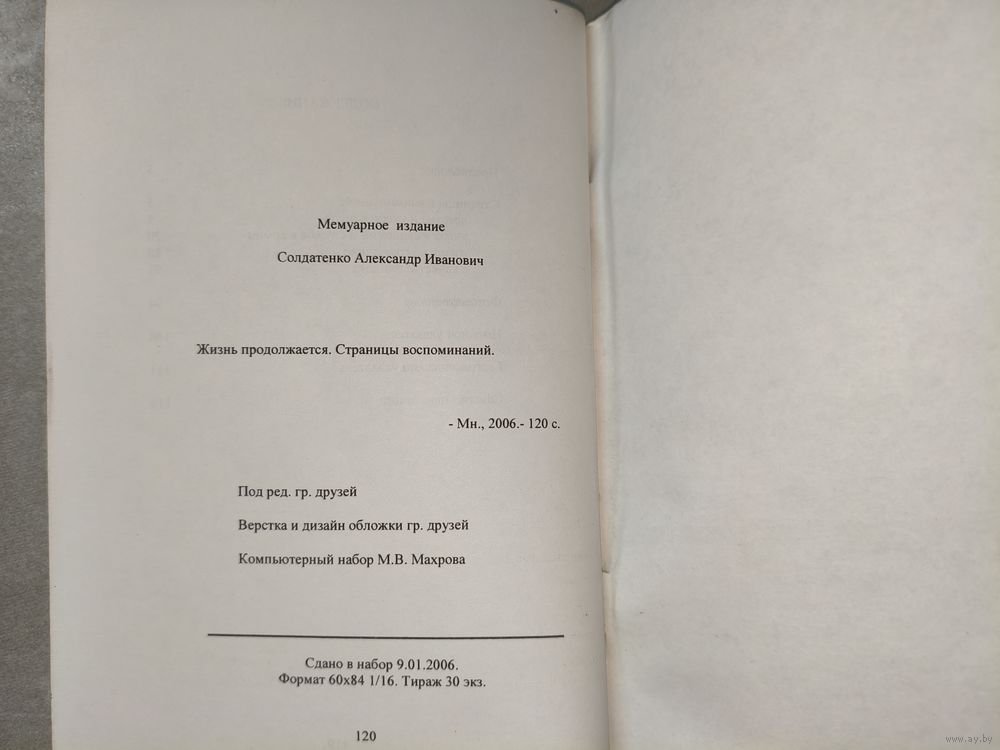 Мемуарное издание
Солдатенко Александр Иванович
Жизнь продолжается. Страницы воспоминаний.
- Мн., 2006.- 120 с.
Под ред. гр. друзей
Верстка и дизайн обложки гр. друзей
Компьютерный набор М.В. Махрова
Сдано в набор 9.01.2006.
Формат 60x84 1/16. Тираж 30 экз.
120
www.ay.by